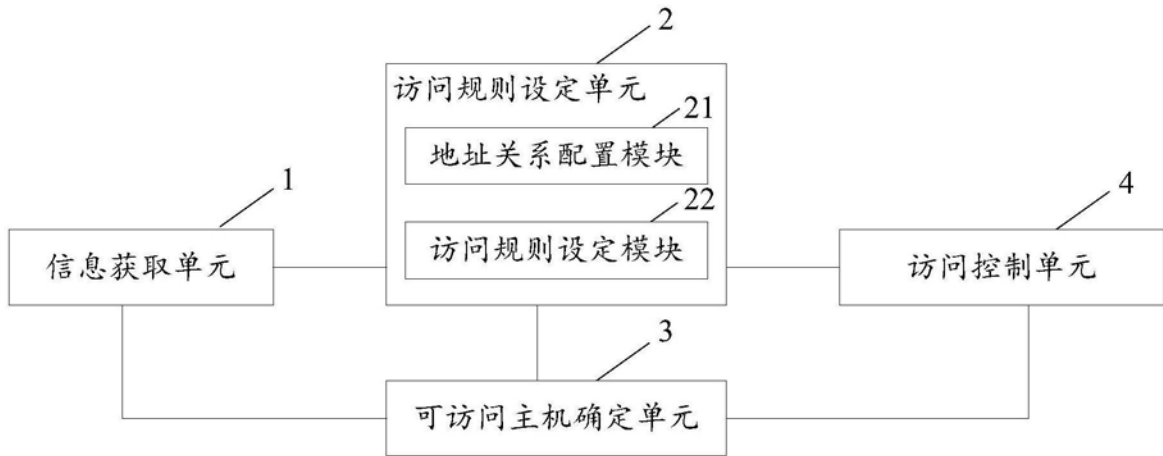 2
访问规则设定单元
21
地址关系配置模块
1
22
4
信息获取单元
访问规则设定模块
访问控制单元
3
可访问主机确定单元